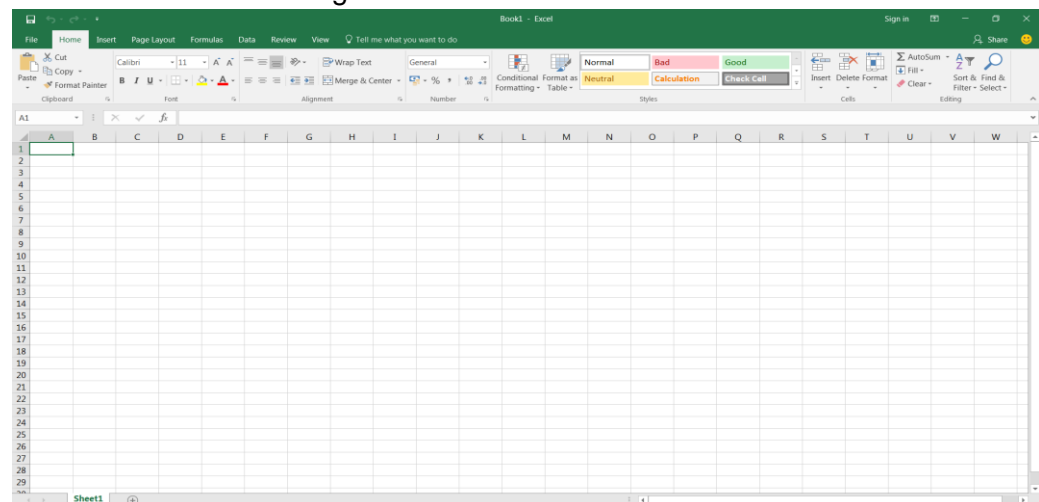 Book1 - Excel
Sign in
File Home Insert Page Layout Formulas Data Review View Tell me what you want to do
Share
Paste
Cut
Copy
Format Painter
Clipboard
Calibri 11
B I U
Font
Wrap Text
Merge & Center
Alignment
General
% ,
Number
Conditional Formatting
Format as Table
Normal Bad Good
Neutral Calculation Check Cell
Styles
Insert Delete Format
Cells
AutoSum
Fill
Clear
Sort & Filter
Find & Select
Editing
A1 fx
A B C D E F G H I J K L M N O P Q R S T U V W
1
2
3
4
5
6
7
8
9
10
11
12
13
14
15
16
17
18
19
20
21
22
23
24
25
26
27
28
29
Sheet1